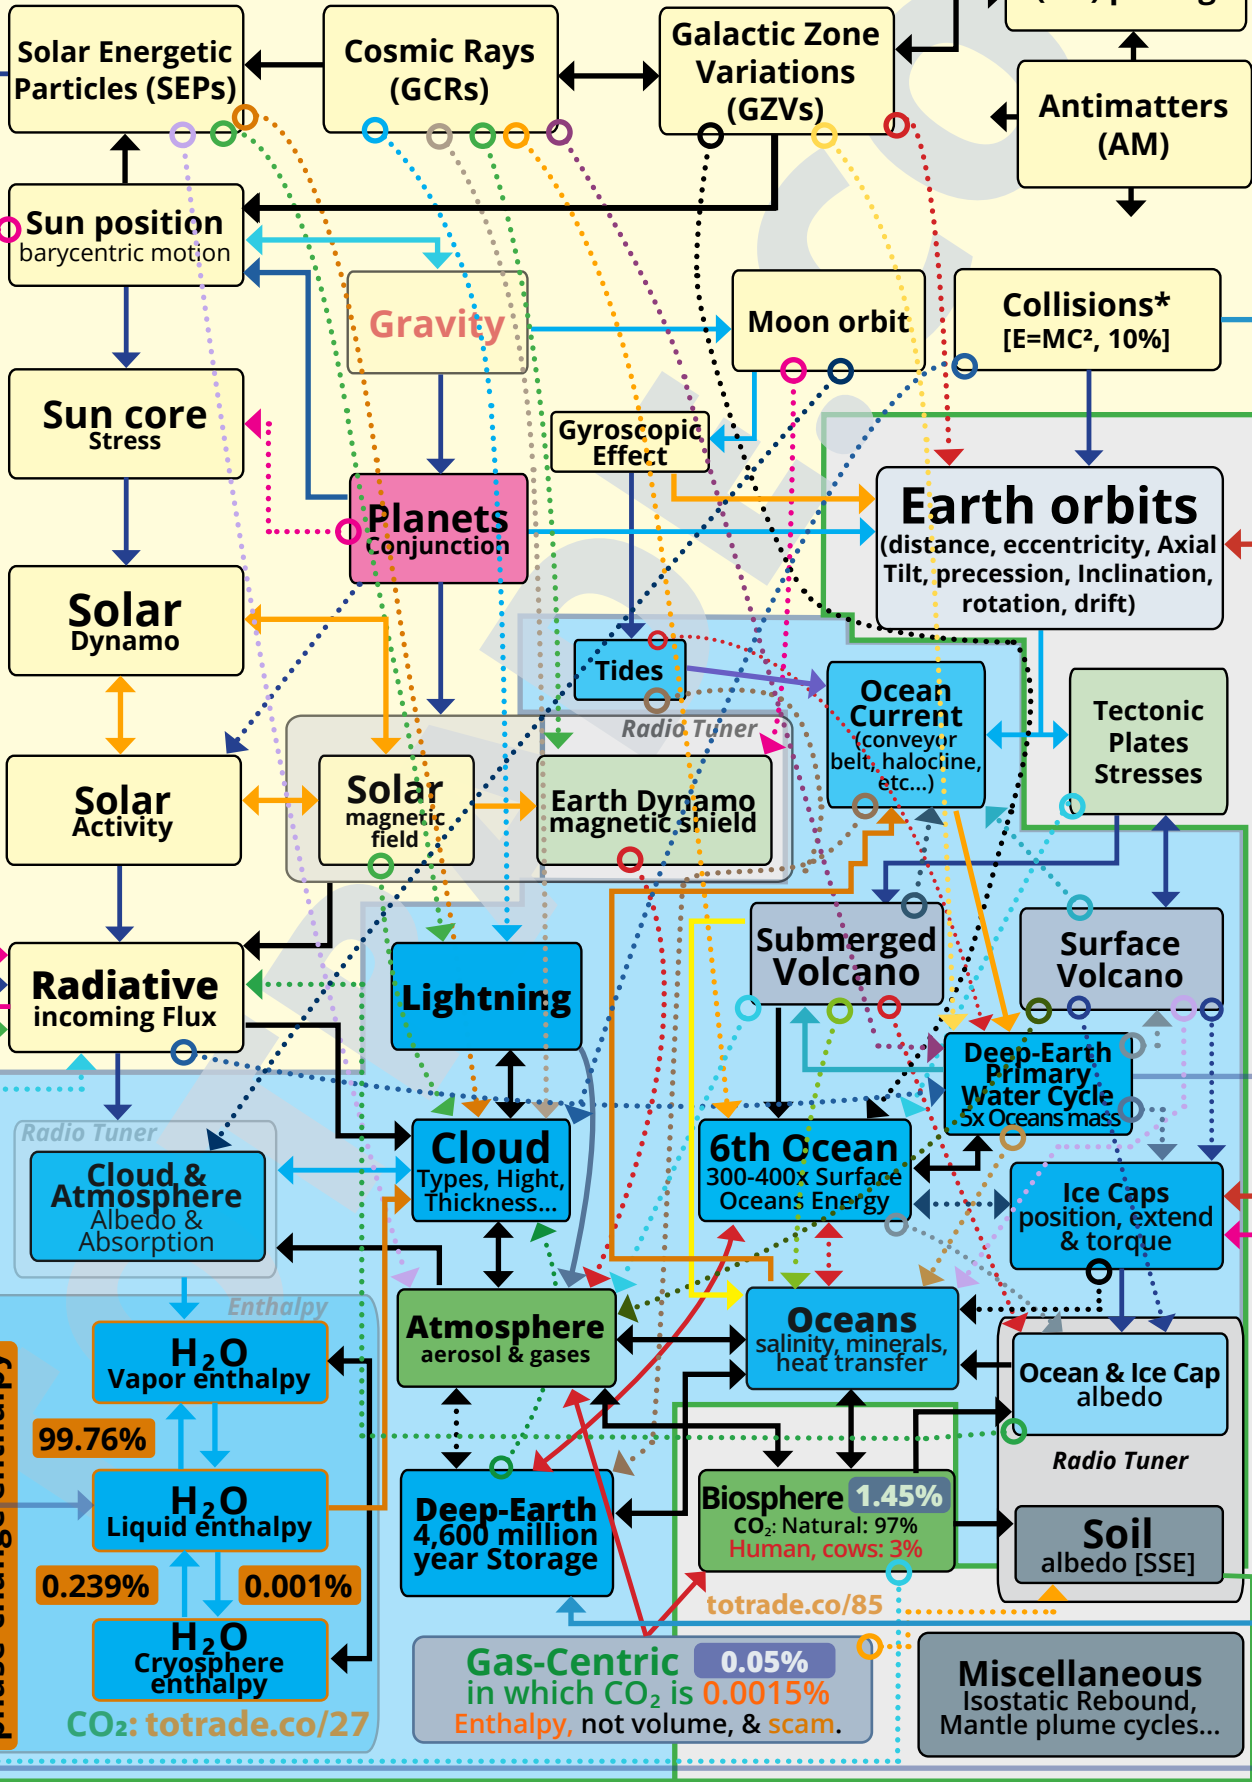 Solar Energetic
Particles (SEPs)
Cosmic Rays
(GCRs)
Galactic Zone
Variations
(GZVs)
Antimatters
(AM)
Sun position
barycentric motion
Gravity
Moon orbit
Collisions*
[E=MC², 10%]
Sun core
Stress
Gyroscopic
Effect
Planets
Conjunction
Earth orbits
(distance, eccentricity, Axial
Tilt, precession, Inclination,
rotation, drift)
Solar
Dynamo
Tides
Ocean
Current
(conveyor
belt, halocline,
etc...)
Tectonic
Plates
Stresses
Radio Tuner
Solar
Activity
Solar
magnetic
field
Earth Dynamo
magnetic shield
Submerged
Volcano
Surface
Volcano
Radiative
incoming Flux
Lightning
Deep-Earth
Primary
Water Cycle
5x Oceans mass
Radio Tuner
Cloud &
Atmosphere
Albedo &
Absorption
Cloud
Types, Hight,
Thickness...
6th Ocean
300-400x Surface
Oceans Energy
Ice Caps
position, extend
& torque
Enthalpy
H₂O
Vapor enthalpy
Atmosphere
aerosol & gases
Oceans
salinity, minerals,
heat transfer
Ocean & Ice Cap
albedo
99.76%
Radio Tuner
H₂O
Liquid enthalpy
Deep-Earth
4,600 million
year Storage
Biosphere 1.45%
CO₂: Natural: 97%
Human, cows: 3%
Soil
albedo [SSE]
0.239%
0.001%
totrade.co/85
H₂O
Cryosphere
enthalpy
CO₂: totrade.co/27
Gas-Centric 0.05%
in which CO₂ is 0.0015%
Enthalpy, not volume, & scam.
Miscellaneous
Isostatic Rebound,
Mantle plume cycles...